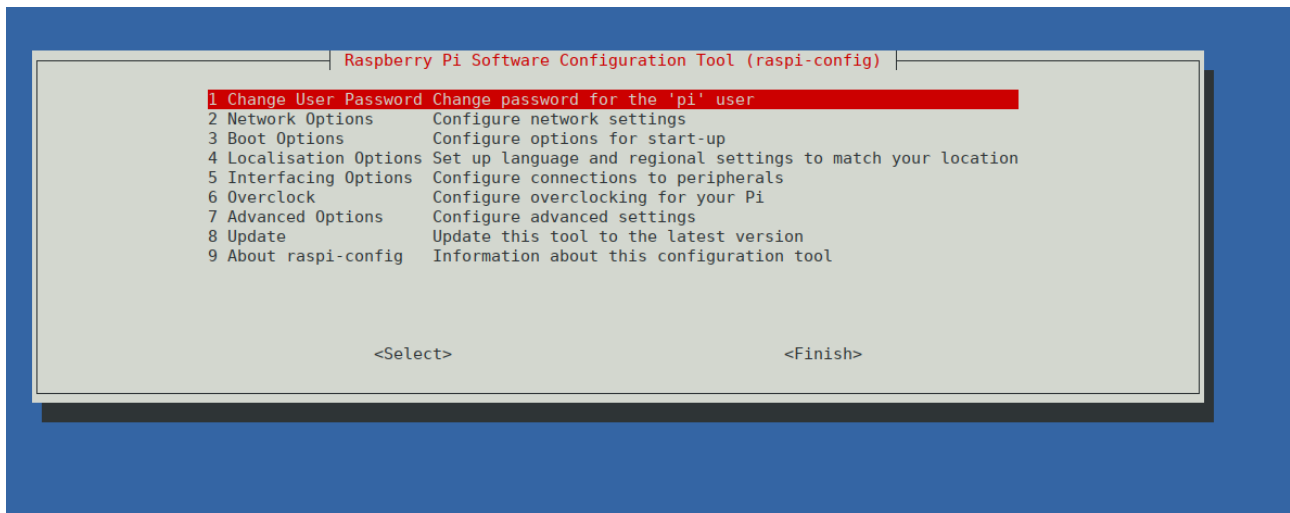 Raspberry Pi Software Configuration Tool (raspi-config)
1 Change User Password Change password for the 'pi' user
2 Network Options Configure network settings
3 Boot Options Configure options for start-up
4 Localisation Options Set up language and regional settings to match your location
5 Interfacing Options Configure connections to peripherals
6 Overclock Configure overclocking for your Pi
7 Advanced Options Configure advanced settings
8 Update Update this tool to the latest version
9 About raspi-config Information about this configuration tool
<Select> <Finish>